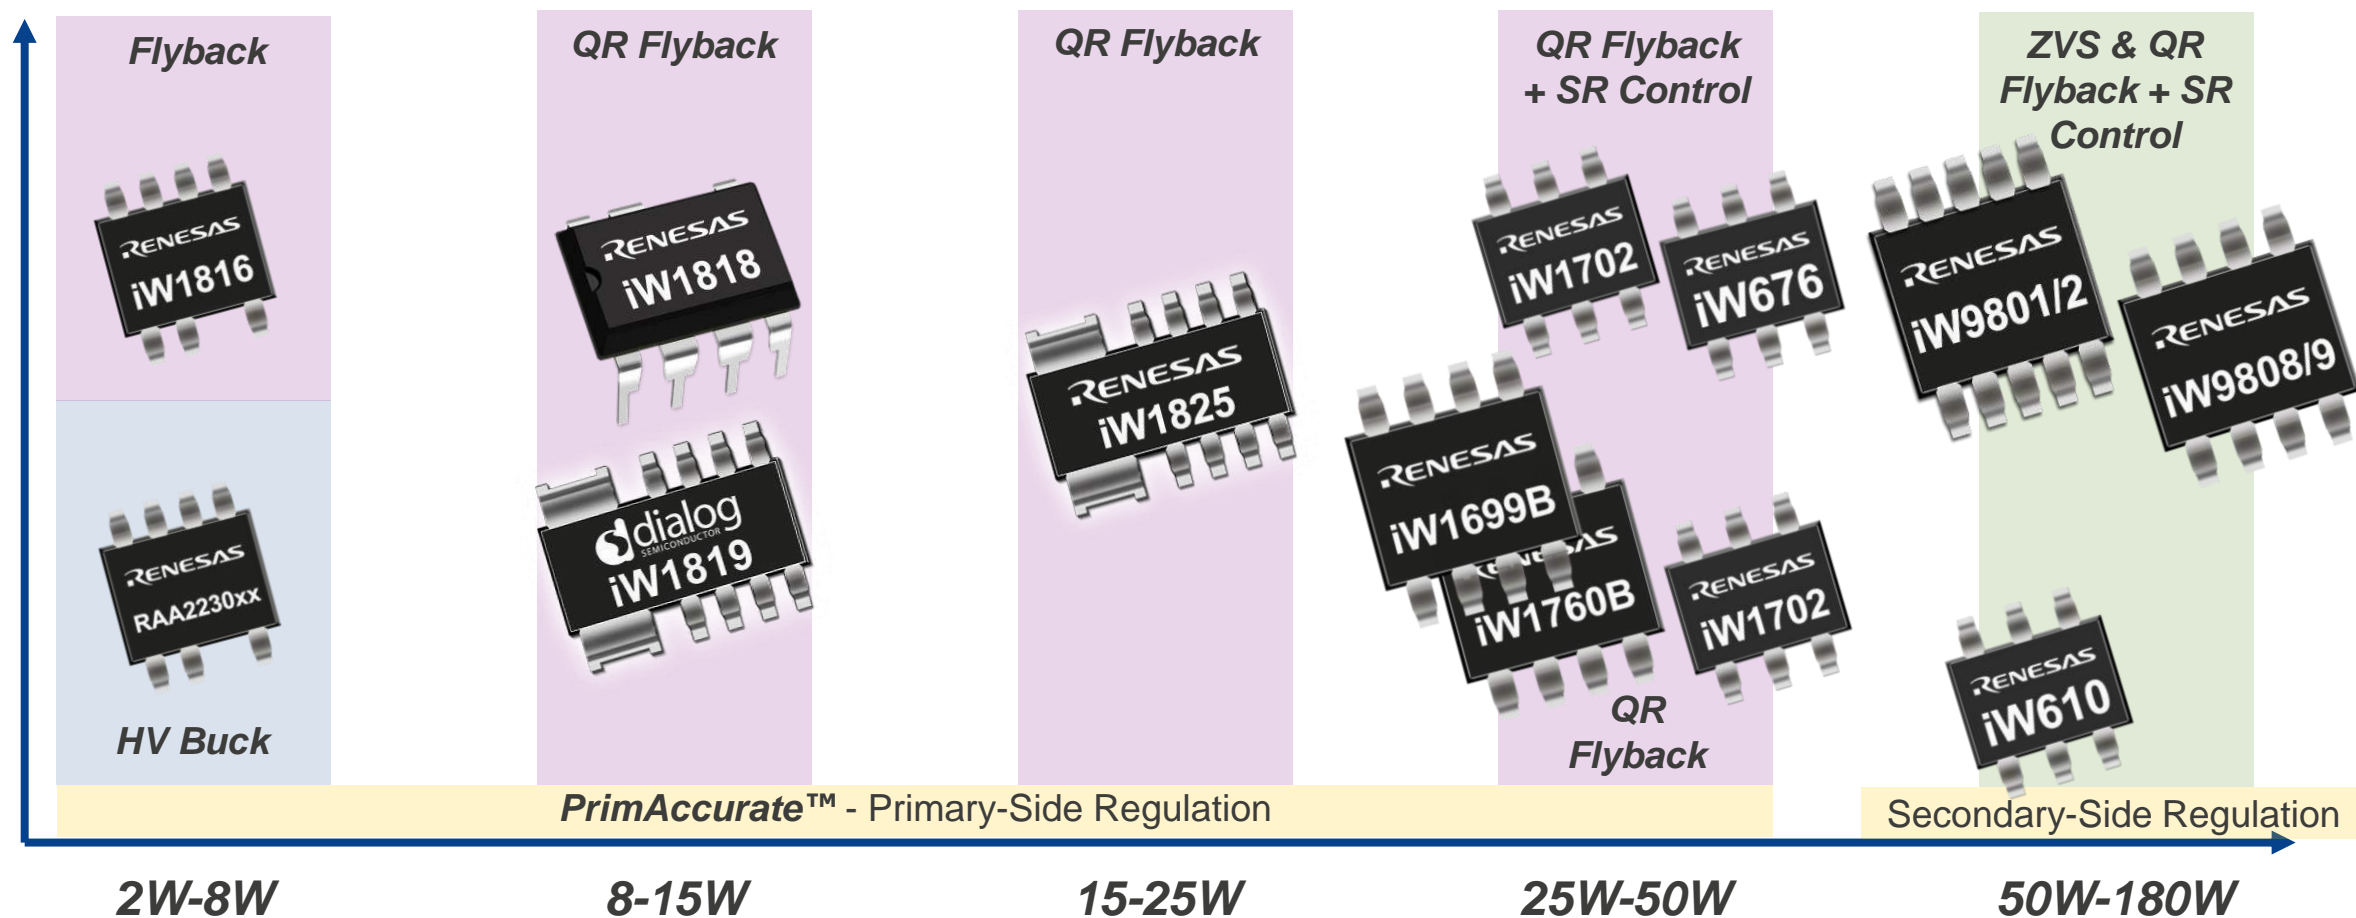 Flyback
RENESAS
iW1816
RENESAS
RAA2230xx
HV Buck
QR Flyback
RENESAS
iW1818
dialog
SEMICONDUCTOR
iW1819
QR Flyback
RENESAS
iW1825
QR Flyback
+ SR Control
RENESAS
iW1702
RENESAS
iW676
RENESAS
iW1699B
RENESAS
iW1760B
RENESAS
iW1702
QR
Flyback
ZVS & QR
Flyback + SR
Control
RENESAS
iW9801/2
RENESAS
iW9808/9
RENESAS
iW610
PrimAccurate™ - Primary-Side Regulation
Secondary-Side Regulation
2W-8W
8-15W
15-25W
25W-50W
50W-180W